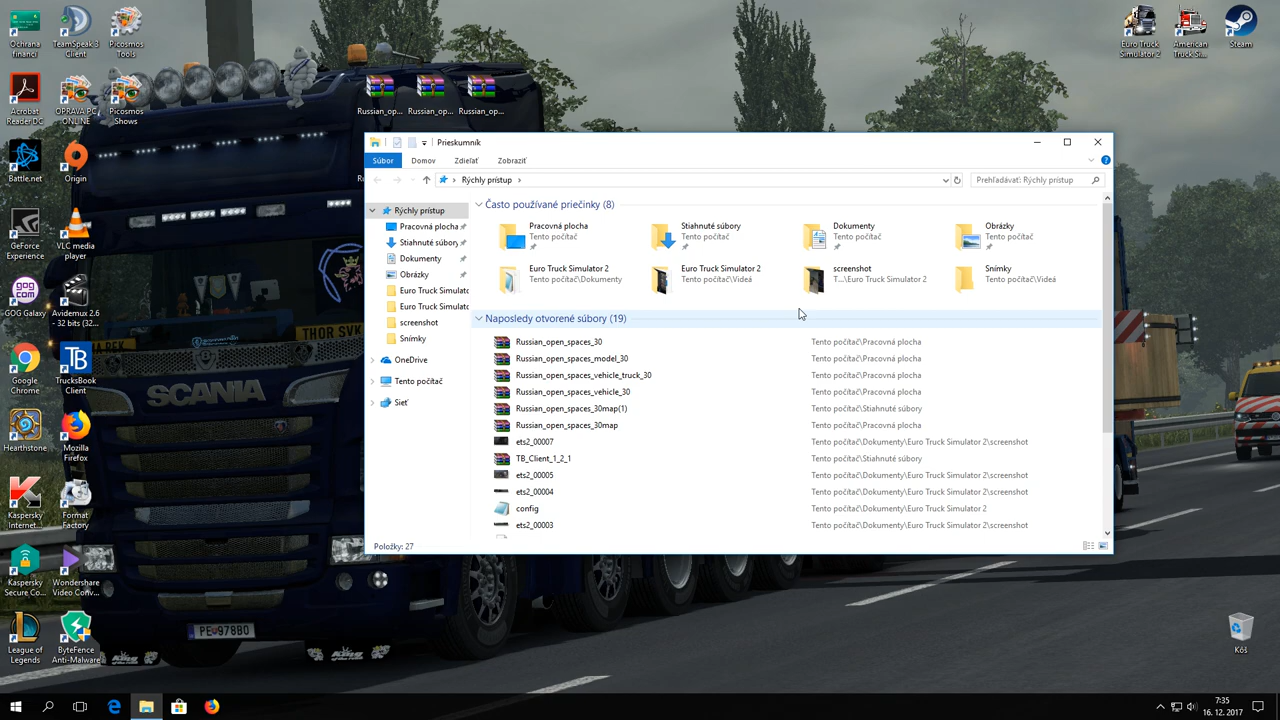 Ochrana
financí
TeamSpeak 3
Client
Picosmos
Tools
Euro Truck
Simulator 2
American
Truck Si...
Steam
Acrobat
Reader DC
OPRAVA PC
ONLINE
Picosmos
Shows
Russian_op...
Russian_op...
Russian_op...
Battle.net
Origin
GeForce
Experience
VLC media
player
GOG Galaxy
Avidemux 2.6
- 32 bits (32...
Google
Chrome
TrucksBook
Client
Hearthstone
Mozilla
Firefox
Kaspersky
Internet...
Format
Factory
Kaspersky
Secure Co...
Wondershare
Video Conv...
League of
Legends
ByteFence
Anti-Malware
Kôš
Prieskumník
Súbor
Domov
Zdieľať
Zobraziť
Rýchly prístup
Prehľadávať: Rýchly prístup
Rýchly prístup
Pracovná plocha
Stiahnuté súbory
Dokumenty
Obrázky
Euro Truck Simulato
Euro Truck Simulato
screenshot
Snímky
OneDrive
Tento počítač
Sieť
Často používané priečinky (8)
Pracovná plocha
Tento počítač
Stiahnuté súbory
Tento počítač
Dokumenty
Tento počítač
Obrázky
Tento počítač
Euro Truck Simulator 2
Tento počítač\Dokumenty
Euro Truck Simulator 2
Tento počítač\Videá
screenshot
T...\Euro Truck Simulator 2
Snímky
Tento počítač\Videá
Naposledy otvorené súbory (19)
Russian_open_spaces_30 Tento počítač\Pracovná plocha
Russian_open_spaces_model_30 Tento počítač\Pracovná plocha
Russian_open_spaces_vehicle_truck_30 Tento počítač\Pracovná plocha
Russian_open_spaces_vehicle_30 Tento počítač\Pracovná plocha
Russian_open_spaces_30map(1) Tento počítač\Stiahnuté súbory
Russian_open_spaces_30map Tento počítač\Pracovná plocha
ets2_00007 Tento počítač\Dokumenty\Euro Truck Simulator 2\screenshot
TB_Client_1_2_1 Tento počítač\Stiahnuté súbory
ets2_00005 Tento počítač\Dokumenty\Euro Truck Simulator 2\screenshot
ets2_00004 Tento počítač\Dokumenty\Euro Truck Simulator 2\screenshot
config Tento počítač\Dokumenty\Euro Truck Simulator 2
ets2_00003 Tento počítač\Dokumenty\Euro Truck Simulator 2\screenshot
Položky: 27
THOR SVK
SCANIA
PE 978BO
7:35
16. 12. 2017